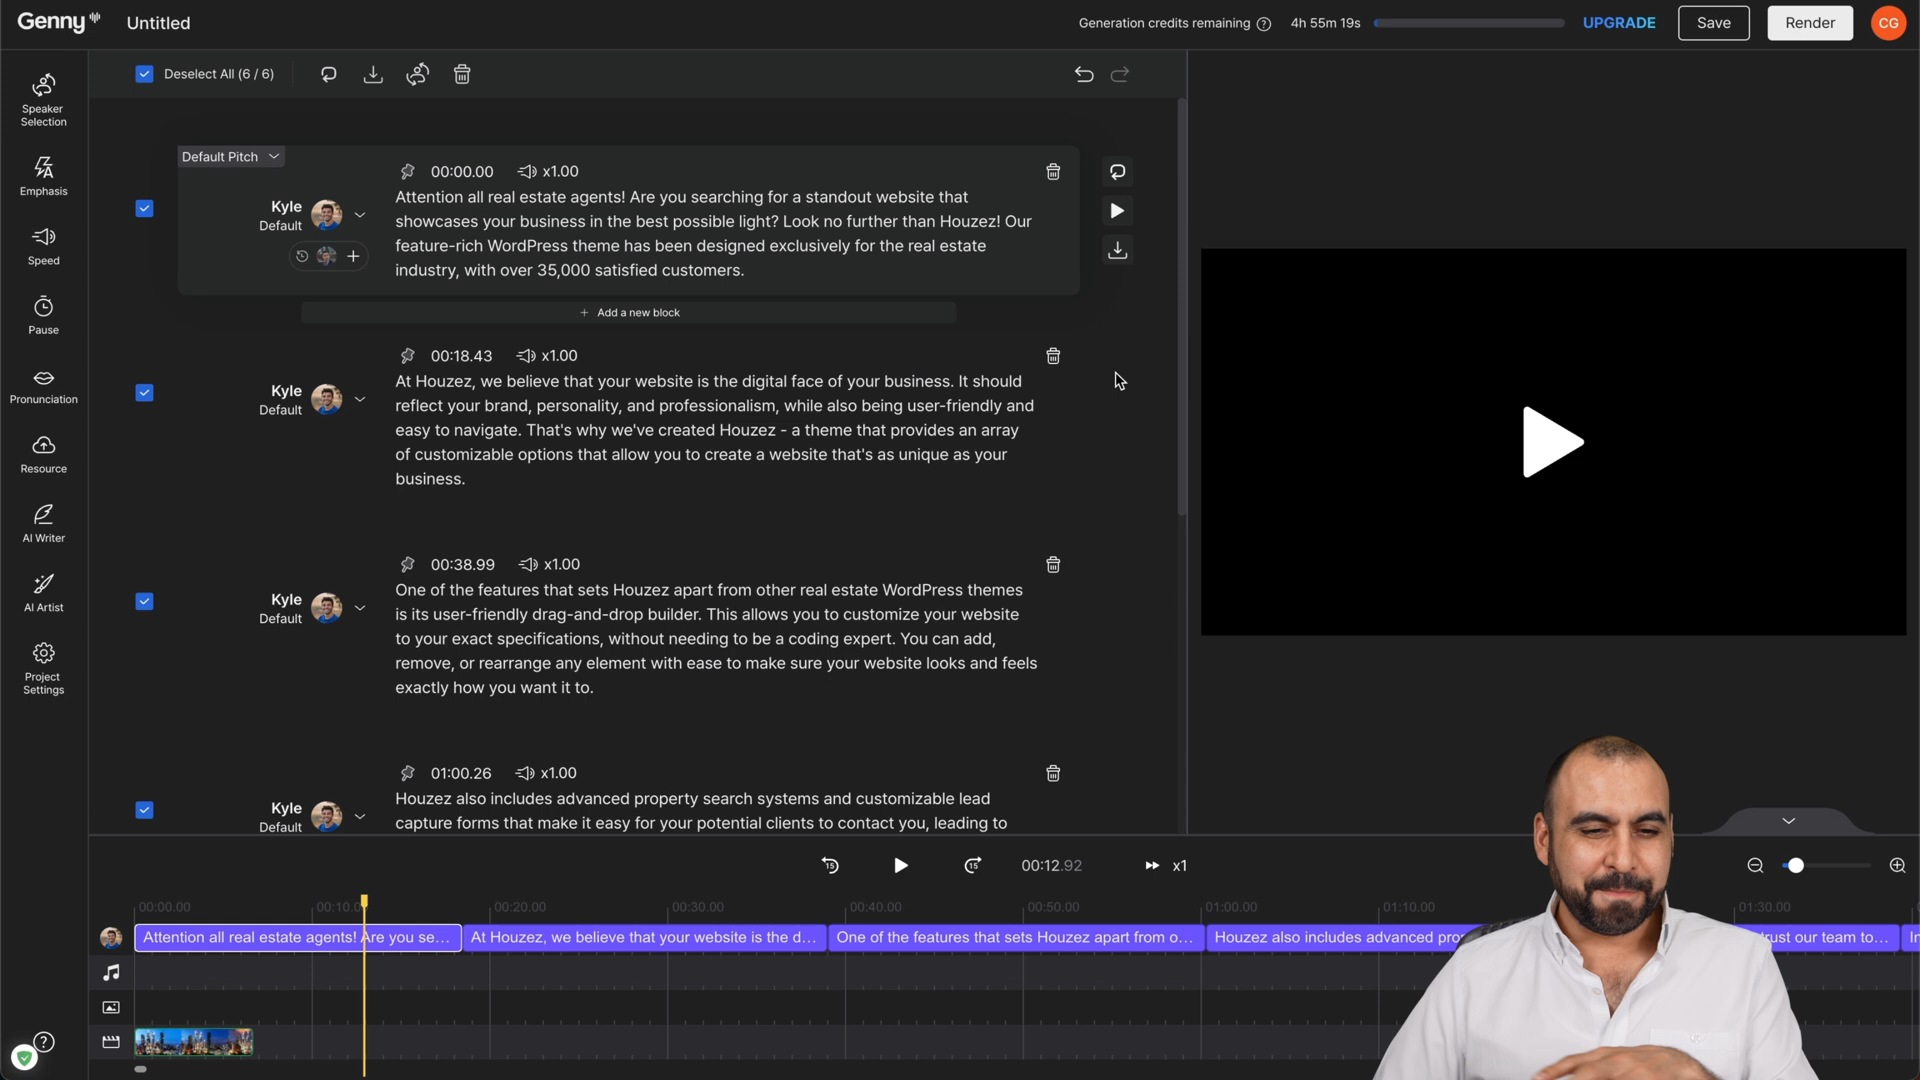 Genny
Untitled
Generation credits remaining
4h 55m 19s
UPGRADE
Save
Render
CG
Deselect All (6 / 6)
Speaker
Selection
Emphasis
Speed
Pause
Pronunciation
Resource
AI Writer
AI Artist
Project
Settings
Default Pitch
Kyle
Default
00:00.00 x1.00
Attention all real estate agents! Are you searching for a standout website that
showcases your business in the best possible light? Look no further than Houzez! Our
feature-rich WordPress theme has been designed exclusively for the real estate
industry, with over 35,000 satisfied customers.
+ Add a new block
Kyle
Default
00:18.43 x1.00
At Houzez, we believe that your website is the digital face of your business. It should
reflect your brand, personality, and professionalism, while also being user-friendly and
easy to navigate. That's why we've created Houzez - a theme that provides an array
of customizable options that allow you to create a website that's as unique as your
business.
Kyle
Default
00:38.99 x1.00
One of the features that sets Houzez apart from other real estate WordPress themes
is its user-friendly drag-and-drop builder. This allows you to customize your website
to your exact specifications, without needing to be a coding expert. You can add,
remove, or rearrange any element with ease to make sure your website looks and feels
exactly how you want it to.
Kyle
Default
01:00.26 x1.00
Houzez also includes advanced property search systems and customizable lead
capture forms that make it easy for your potential clients to contact you, leading to
15
15
00:12.92
x1
00:00.00
00:10.0
00:20.00
00:30.00
00:40.00
00:50.00
01:00.00
01:10.00
01:30.00
Attention all real estate agents! Are you se...
At Houzez, we believe that your website is the d...
One of the features that sets Houzez apart from o...
Houzez also includes advanced pro
trust our team to...
In